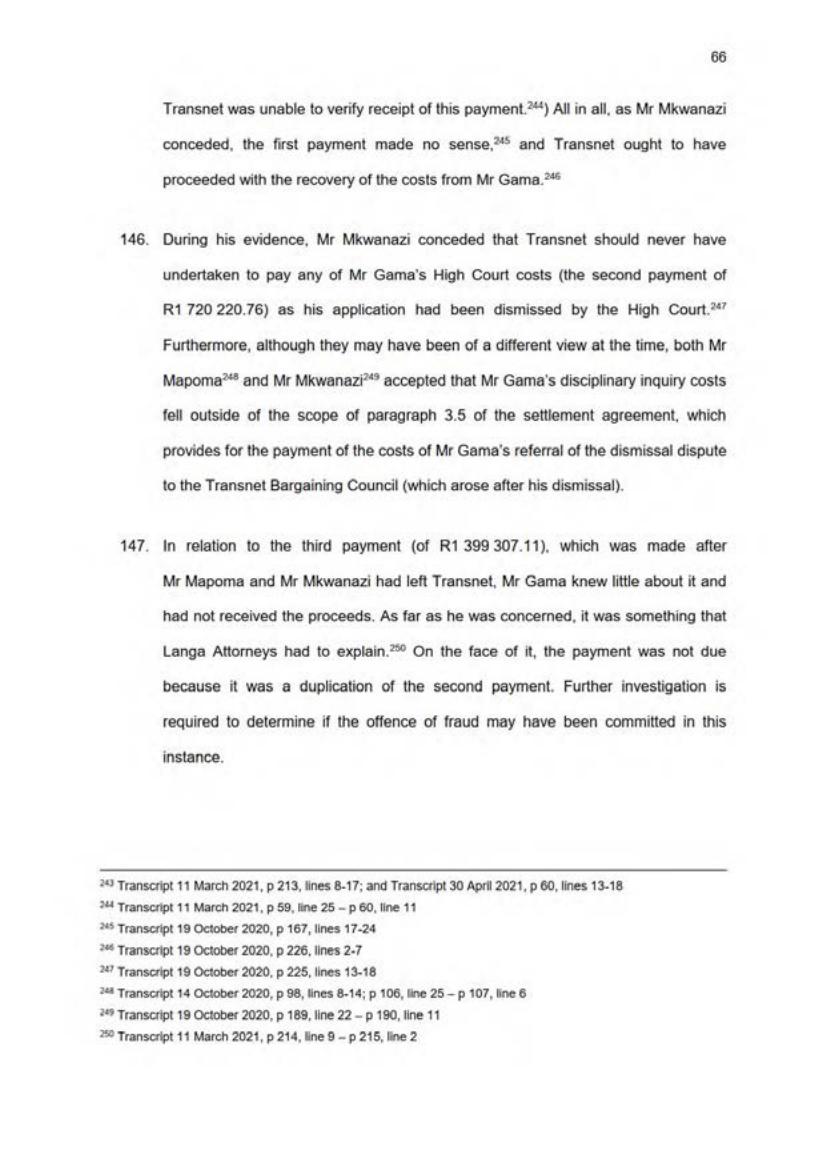 66
Transnet was unable to verify receipt of this payment.²⁴⁴) All in all, as Mr Mkwanazi
conceded, the first payment made no sense,²⁴⁵ and Transnet ought to have
proceeded with the recovery of the costs from Mr Gama.²⁴⁶
146. During his evidence, Mr Mkwanazi conceded that Transnet should never have
undertaken to pay any of Mr Gama's High Court costs (the second payment of
R1 720 220.76) as his application had been dismissed by the High Court.²⁴⁷
Furthermore, although they may have been of a different view at the time, both Mr
Mapoma²⁴⁸ and Mr Mkwanazi²⁴⁹ accepted that Mr Gama's disciplinary inquiry costs
fell outside of the scope of paragraph 3.5 of the settlement agreement, which
provides for the payment of the costs of Mr Gama's referral of the dismissal dispute
to the Transnet Bargaining Council (which arose after his dismissal).
147. In relation to the third payment (of R1 399 307.11), which was made after
Mr Mapoma and Mr Mkwanazi had left Transnet, Mr Gama knew little about it and
had not received the proceeds. As far as he was concerned, it was something that
Langa Attorneys had to explain.²⁵⁰ On the face of it, the payment was not due
because it was a duplication of the second payment. Further investigation is
required to determine if the offence of fraud may have been committed in this
instance.
²⁴³ Transcript 11 March 2021, p 213, lines 8-17; and Transcript 30 April 2021, p 60, lines 13-18
²⁴⁴ Transcript 11 March 2021, p 59, line 25 – p 60, line 11
²⁴⁵ Transcript 19 October 2020, p 167, lines 17-24
²⁴⁶ Transcript 19 October 2020, p 226, lines 2-7
²⁴⁷ Transcript 19 October 2020, p 225, lines 13-18
²⁴⁸ Transcript 14 October 2020, p 98, lines 8-14; p 106, line 25 – p 107, line 6
²⁴⁹ Transcript 19 October 2020, p 189, line 22 – p 190, line 11
²⁵⁰ Transcript 11 March 2021, p 214, line 9 – p 215, line 2